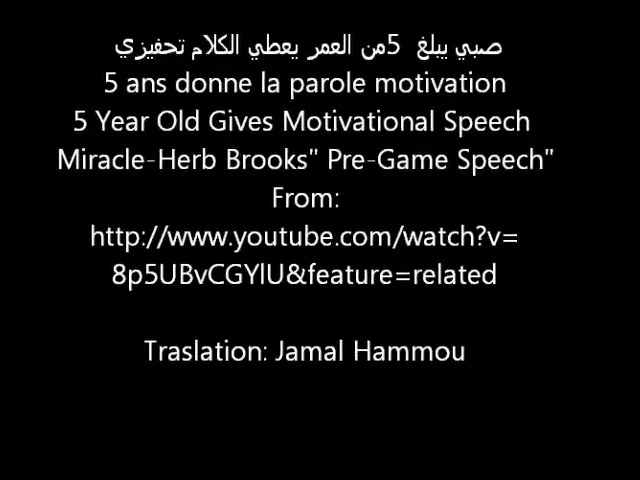 صبي يبلغ 5من العمر يعطي الكلام تحفيزي
5 ans donne la parole motivation
5 Year Old Gives Motivational Speech
Miracle-Herb Brooks" Pre-Game Speech"
From:
http://www.youtube.com/watch?v=
8p5UBvCGYlU&feature=related
Traslation: Jamal Hammou